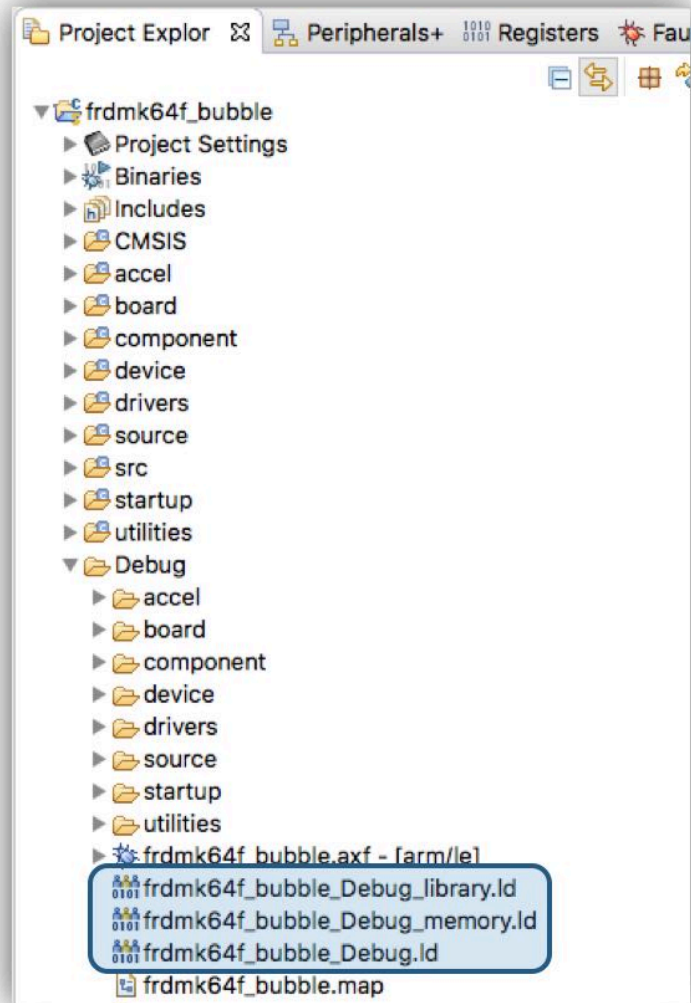 Project Explor Peripherals+ Registers Fau
frdmk64f_bubble
Project Settings
Binaries
Includes
CMSIS
accel
board
component
device
drivers
source
src
startup
utilities
Debug
accel
board
component
device
drivers
source
startup
utilities
frdmk64f_bubble.axf - [arm/le]
frdmk64f_bubble_Debug_library.ld
frdmk64f_bubble_Debug_memory.ld
frdmk64f_bubble_Debug.ld
frdmk64f_bubble.map